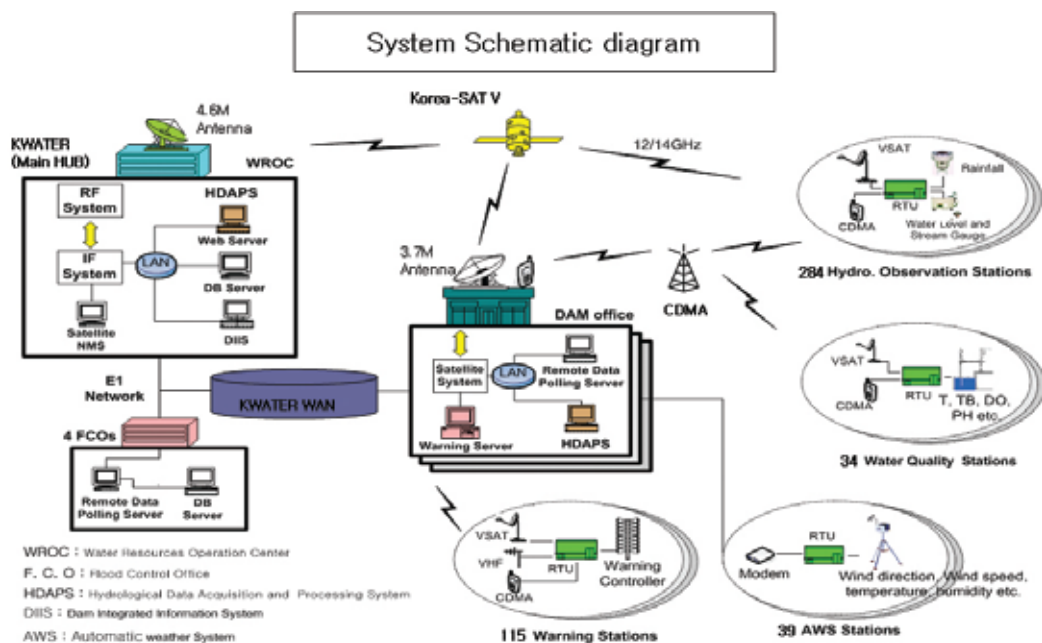 System Schematic diagram
Korea-SAT V
4.6M
Antenna
KWATER
(Main HUB)
WROC
12/14GHz
RF
System
HDAPS
Web Server
IF
System
LAN
DB Server
Satellite
NMS
DIIS
3.7M
Antenna
DAM office
CDMA
VSAT
Rainfall
RTU
CDMA
Water Level and
Stream Gauge
284 Hydro. Observation Stations
E1
Network
KWATER WAN
Satellite
System
LAN
Remote Data
Polling Server
Warning Server
HDAPS
VSAT
CDMA
RTU
T, TB, DO,
PH etc.
34 Water Quality Stations
4 FCOs
Remote Data
Polling Server
DB
Server
VSAT
VHF
CDMA
RTU
Warning
Controller
115 Warning Stations
RTU
Modem
Wind direction, Wind speed,
temperature, humidity etc.
39 AWS Stations
WROC : Water Resources Operation Center
F. C. O : Flood Control Office
HDAPS : Hydrological Data Acquisition and Processing System
DIIS : Dam Integrated Information System
AWS : Automatic weather System